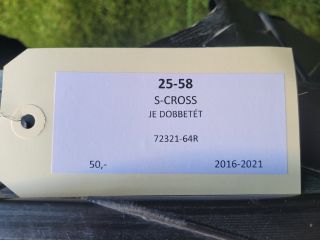 25-58
S-CROSS
JE DOBBETÉT
72321-64R
50,- 2016-2021